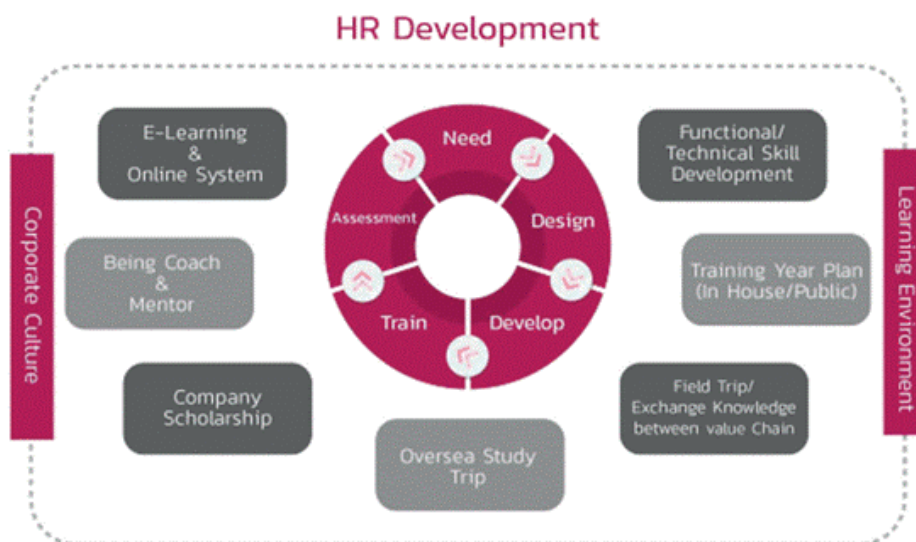 HR Development
E-Learning
&
Online System
Need
Functional/
Technical Skill
Development
Corporate Culture
Assessment
Design
Learning Environment
Being Coach
&
Mentor
Training Year Plan
(In House/Public)
Train
Develop
Company
Scholarship
Field Trip/
Exchange Knowledge
between value Chain
Oversea Study
Trip